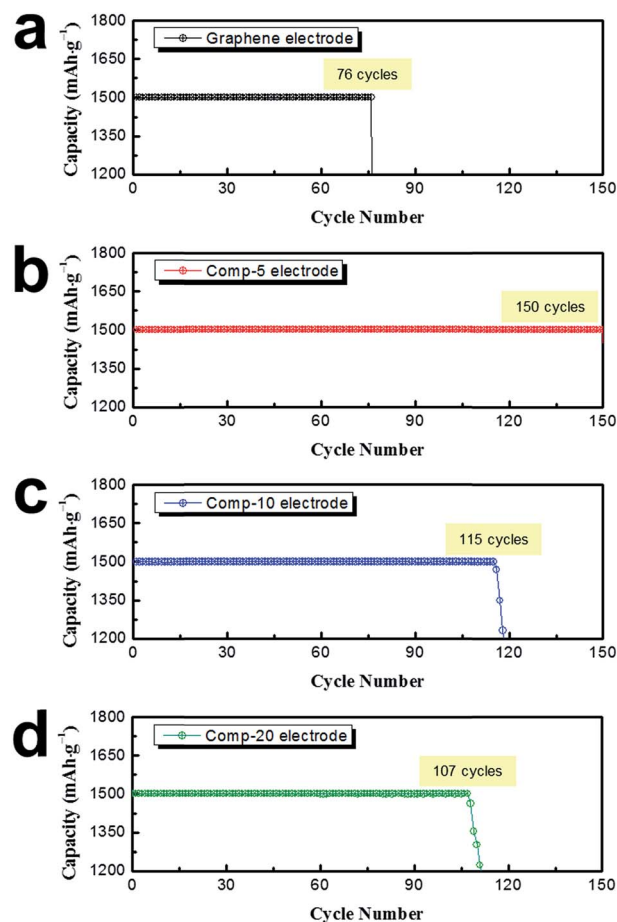 a
Graphene electrode
76 cycles
Capacity (mAh·g⁻¹)
1800
1650
1500
1350
1200
0 30 60 90 120 150
Cycle Number
b
Comp-5 electrode
150 cycles
Capacity (mAh·g⁻¹)
1800
1650
1500
1350
1200
0 30 60 90 120 150
Cycle Number
c
Comp-10 electrode
115 cycles
Capacity (mAh·g⁻¹)
1800
1650
1500
1350
1200
0 30 60 90 120 150
Cycle Number
d
Comp-20 electrode
107 cycles
Capacity (mAh·g⁻¹)
1800
1650
1500
1350
1200
0 30 60 90 120 150
Cycle Number